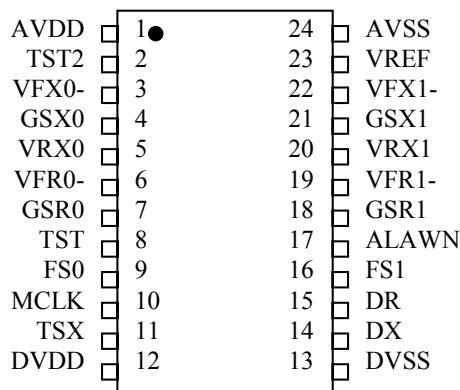 AVDD 1 24 AVSS
TST2 2 23 VREF
VFX0- 3 22 VFX1-
GSX0 4 21 GSX1
VRX0 5 20 VRX1
VFR0- 6 19 VFR1-
GSR0 7 18 GSR1
TST 8 17 ALAWN
FS0 9 16 FS1
MCLK 10 15 DR
TSX 11 14 DX
DVDD 12 13 DVSS